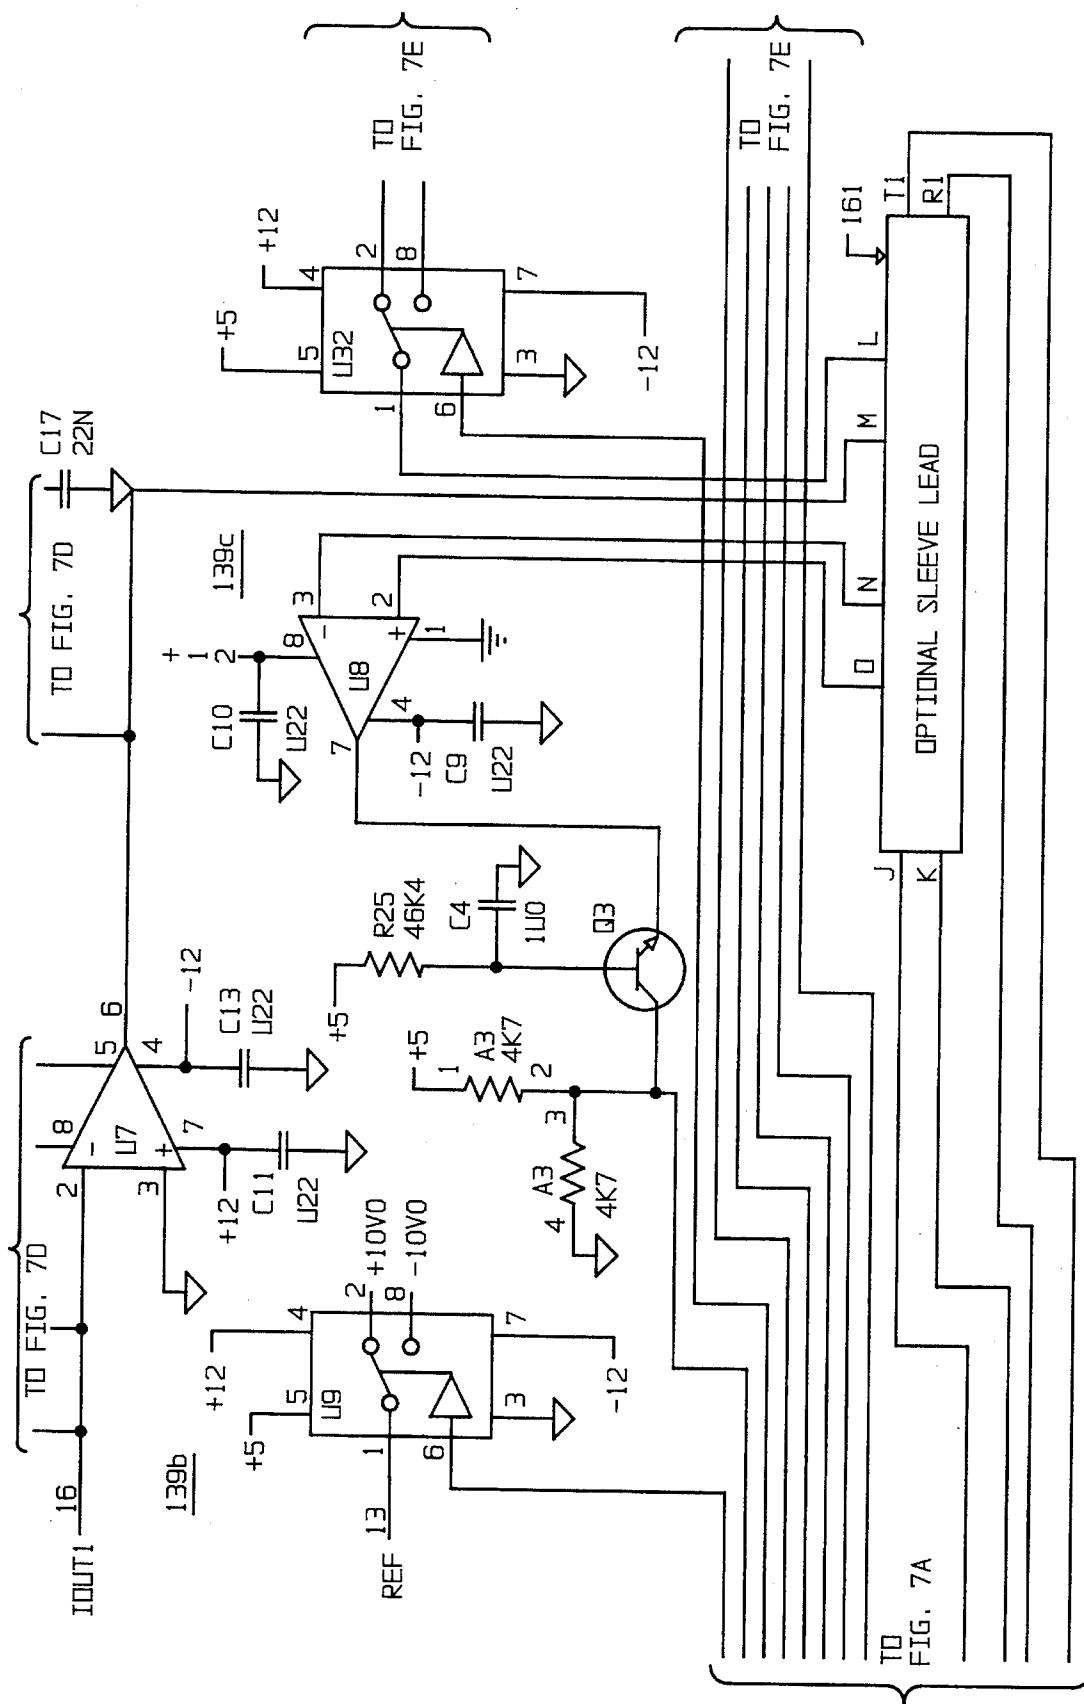 IOUT1
16
TO FIG. 7D
2
3
8
-
U7
+
5
6
4
7
-12
C13
U22
+12
C11
U22
TO FIG. 7D
C17
22N
139b
+12
+5
5
4
U9
2
+10V0
8
-10V0
REF
13
1
6
3
7
-12
+5
1
A3
4K7
2
3
A3
4K7
4
+5
R25
46K4
C4
1U0
Q3
139c
+
1
2
C10
U22
8
3
-
U8
2
+
1
7
4
-12
C9
U22
+5
+12
5
4
U32
2
8
1
6
3
7
-12
TO
FIG. 7E
TO
FIG. 7E
TO
FIG. 7A
J
K
O
N
M
L
161
T1
R1
OPTIONAL SLEEVE LEAD